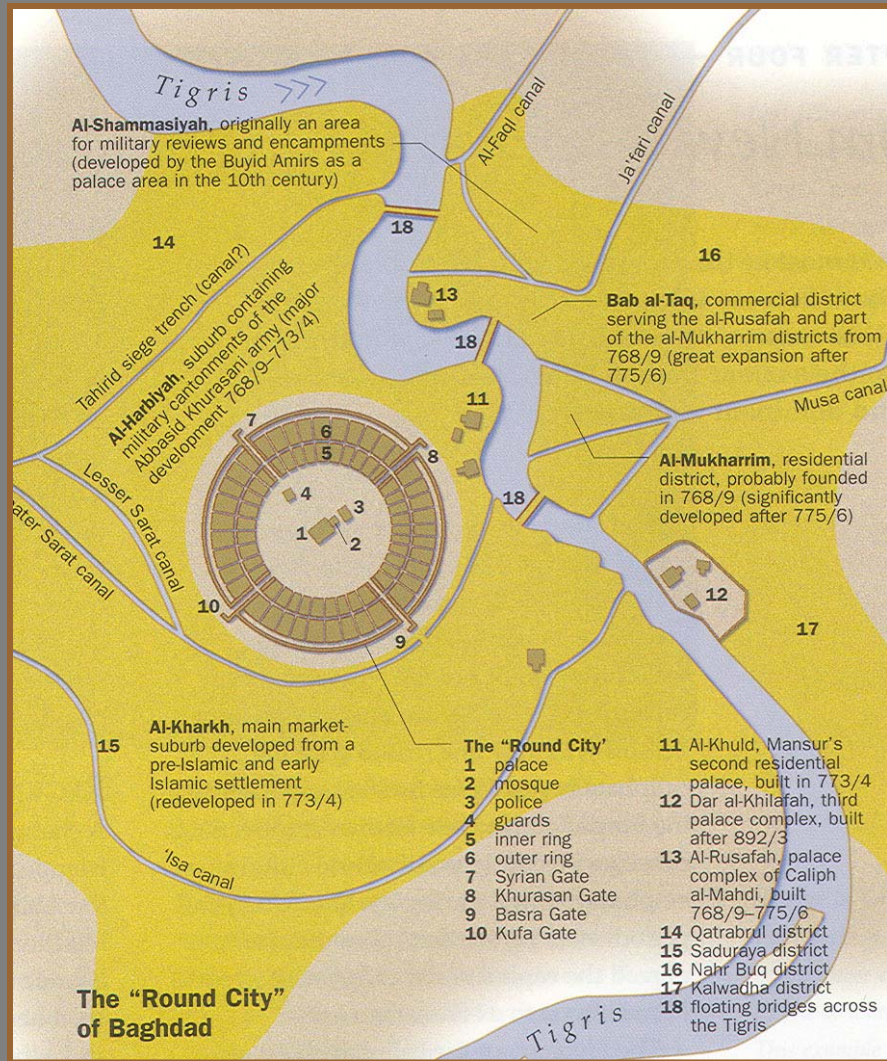 PTER FOUR
Tigris >>>
Al-Shammasiyah, originally an area
for military reviews and encampments
(developed by the Buyid Amirs as a
palace area in the 10th century)
Al-Faql canal
Ja'fari canal
14
18
16
13
Bab al-Taq, commercial district
serving the al-Rusafah and part
of the al-Mukharrim districts from
768/9 (great expansion after
775/6)
Tahirid siege trench (canal?)
Al-Harbiyah, suburb containing
military cantonments of the
Abbasid Khurasani army (major
development 768/9–773/4)
18
11
Musa canal
7
6
5
8
4
3
1
2
Al-Mukharrim, residential
district, probably founded
in 768/9 (significantly
developed after 775/6)
Lesser Sarat canal
ater Sarat canal
18
12
10
9
17
15
Al-Kharkh, main market-
suburb developed from a
pre-Islamic and early
Islamic settlement
(redeveloped in 773/4)
'Isa canal
The "Round City'
1 palace
2 mosque
3 police
4 guards
5 inner ring
6 outer ring
7 Syrian Gate
8 Khurasan Gate
9 Basra Gate
10 Kufa Gate
11 Al-Khuld, Mansur's
second residential
palace, built in 773/4
12 Dar al-Khilafah, third
palace complex, built
after 892/3
13 Al-Rusafah, palace
complex of Caliph
al-Mahdi, built
768/9–775/6
14 Qatrabrul district
15 Saduraya district
16 Nahr Buq district
17 Kalwadha district
18 floating bridges across
the Tigris
The "Round City"
of Baghdad
Tigris